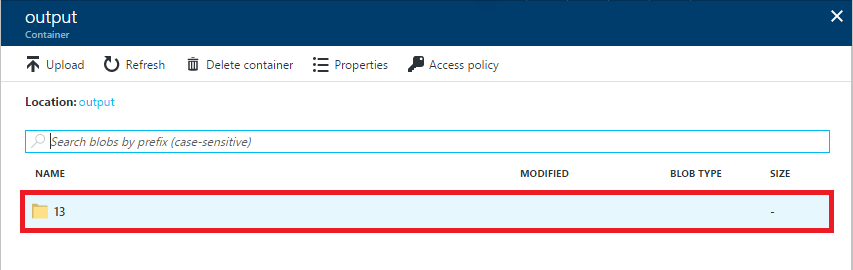 output
Container
Upload Refresh Delete container Properties Access policy
Location: output
Search blobs by prefix (case-sensitive)
NAME MODIFIED BLOB TYPE SIZE
13 -